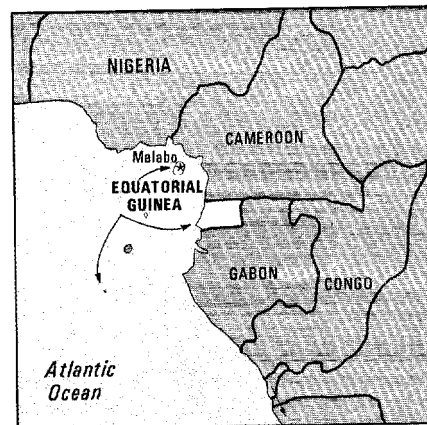 NIGERIA
CAMEROON
Malabo
EQUATORIAL
GUINEA
GABON
CONGO
Atlantic
Ocean